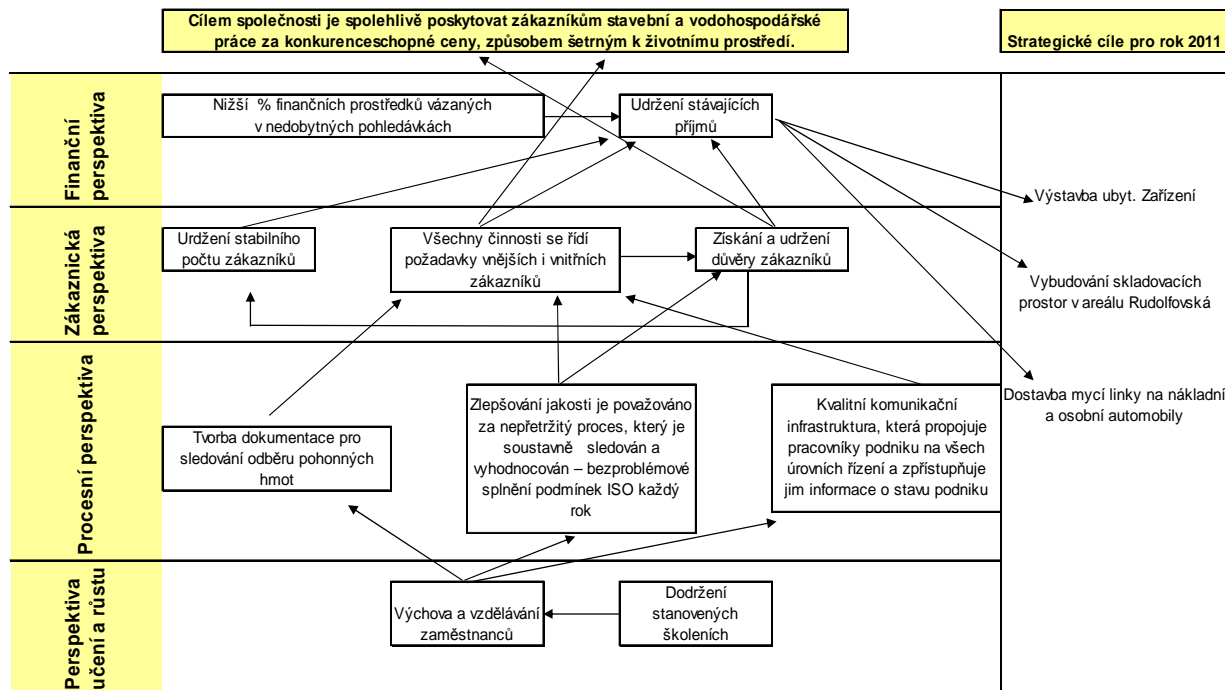 Cílem společnosti je spolehlivě poskytovat zákazníkům stavební a vodohospodářské
práce za konkurenceschopné ceny, způsobem šetrným k životnímu prostředí.
Strategické cíle pro rok 2011
Finanční
perspektiva
Nižší % finančních prostředků vázaných
v nedobytných pohledávkách
Udržení stávajících
příjmů
Výstavba ubyt. Zařízení
Zákaznická
perspektiva
Urdžení stabilního
počtu zákazníků
Všechny činnosti se řídí
požadavky vnějších i vnitřních
zákazníků
Získání a udržení
důvěry zákazníků
Vybudování skladovacích
prostor v areálu Rudolfovská
Procesní perspektiva
Tvorba dokumentace pro
sledování odběru pohonných
hmot
Zlepšování jakosti je považováno
za nepřetržitý proces, který je
soustavně sledován a
vyhodnocován – bezproblémové
splnění podmínek ISO každý
rok
Kvalitní komunikační
infrastruktura, která propojuje
pracovníky podniku na všech
úrovních řízení a zpřístupňuje
jim informace o stavu podniku
Dostavba mycí linky na nákladní
a osobní automobily
Perspektiva
učení a růstu
Výchova a vzdělávání
zaměstnanců
Dodržení
stanovených
školeních